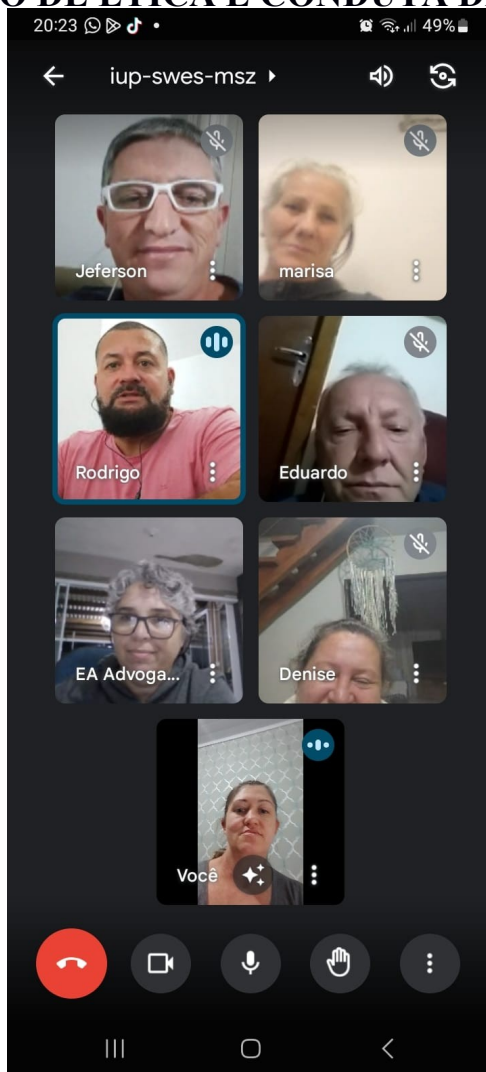 O DE ÉTICA E CONDUTA D
20:23
49%
iup-swes-msz
Jeferson
marisa
Rodrigo
Eduardo
EA Advoga...
Denise
Você